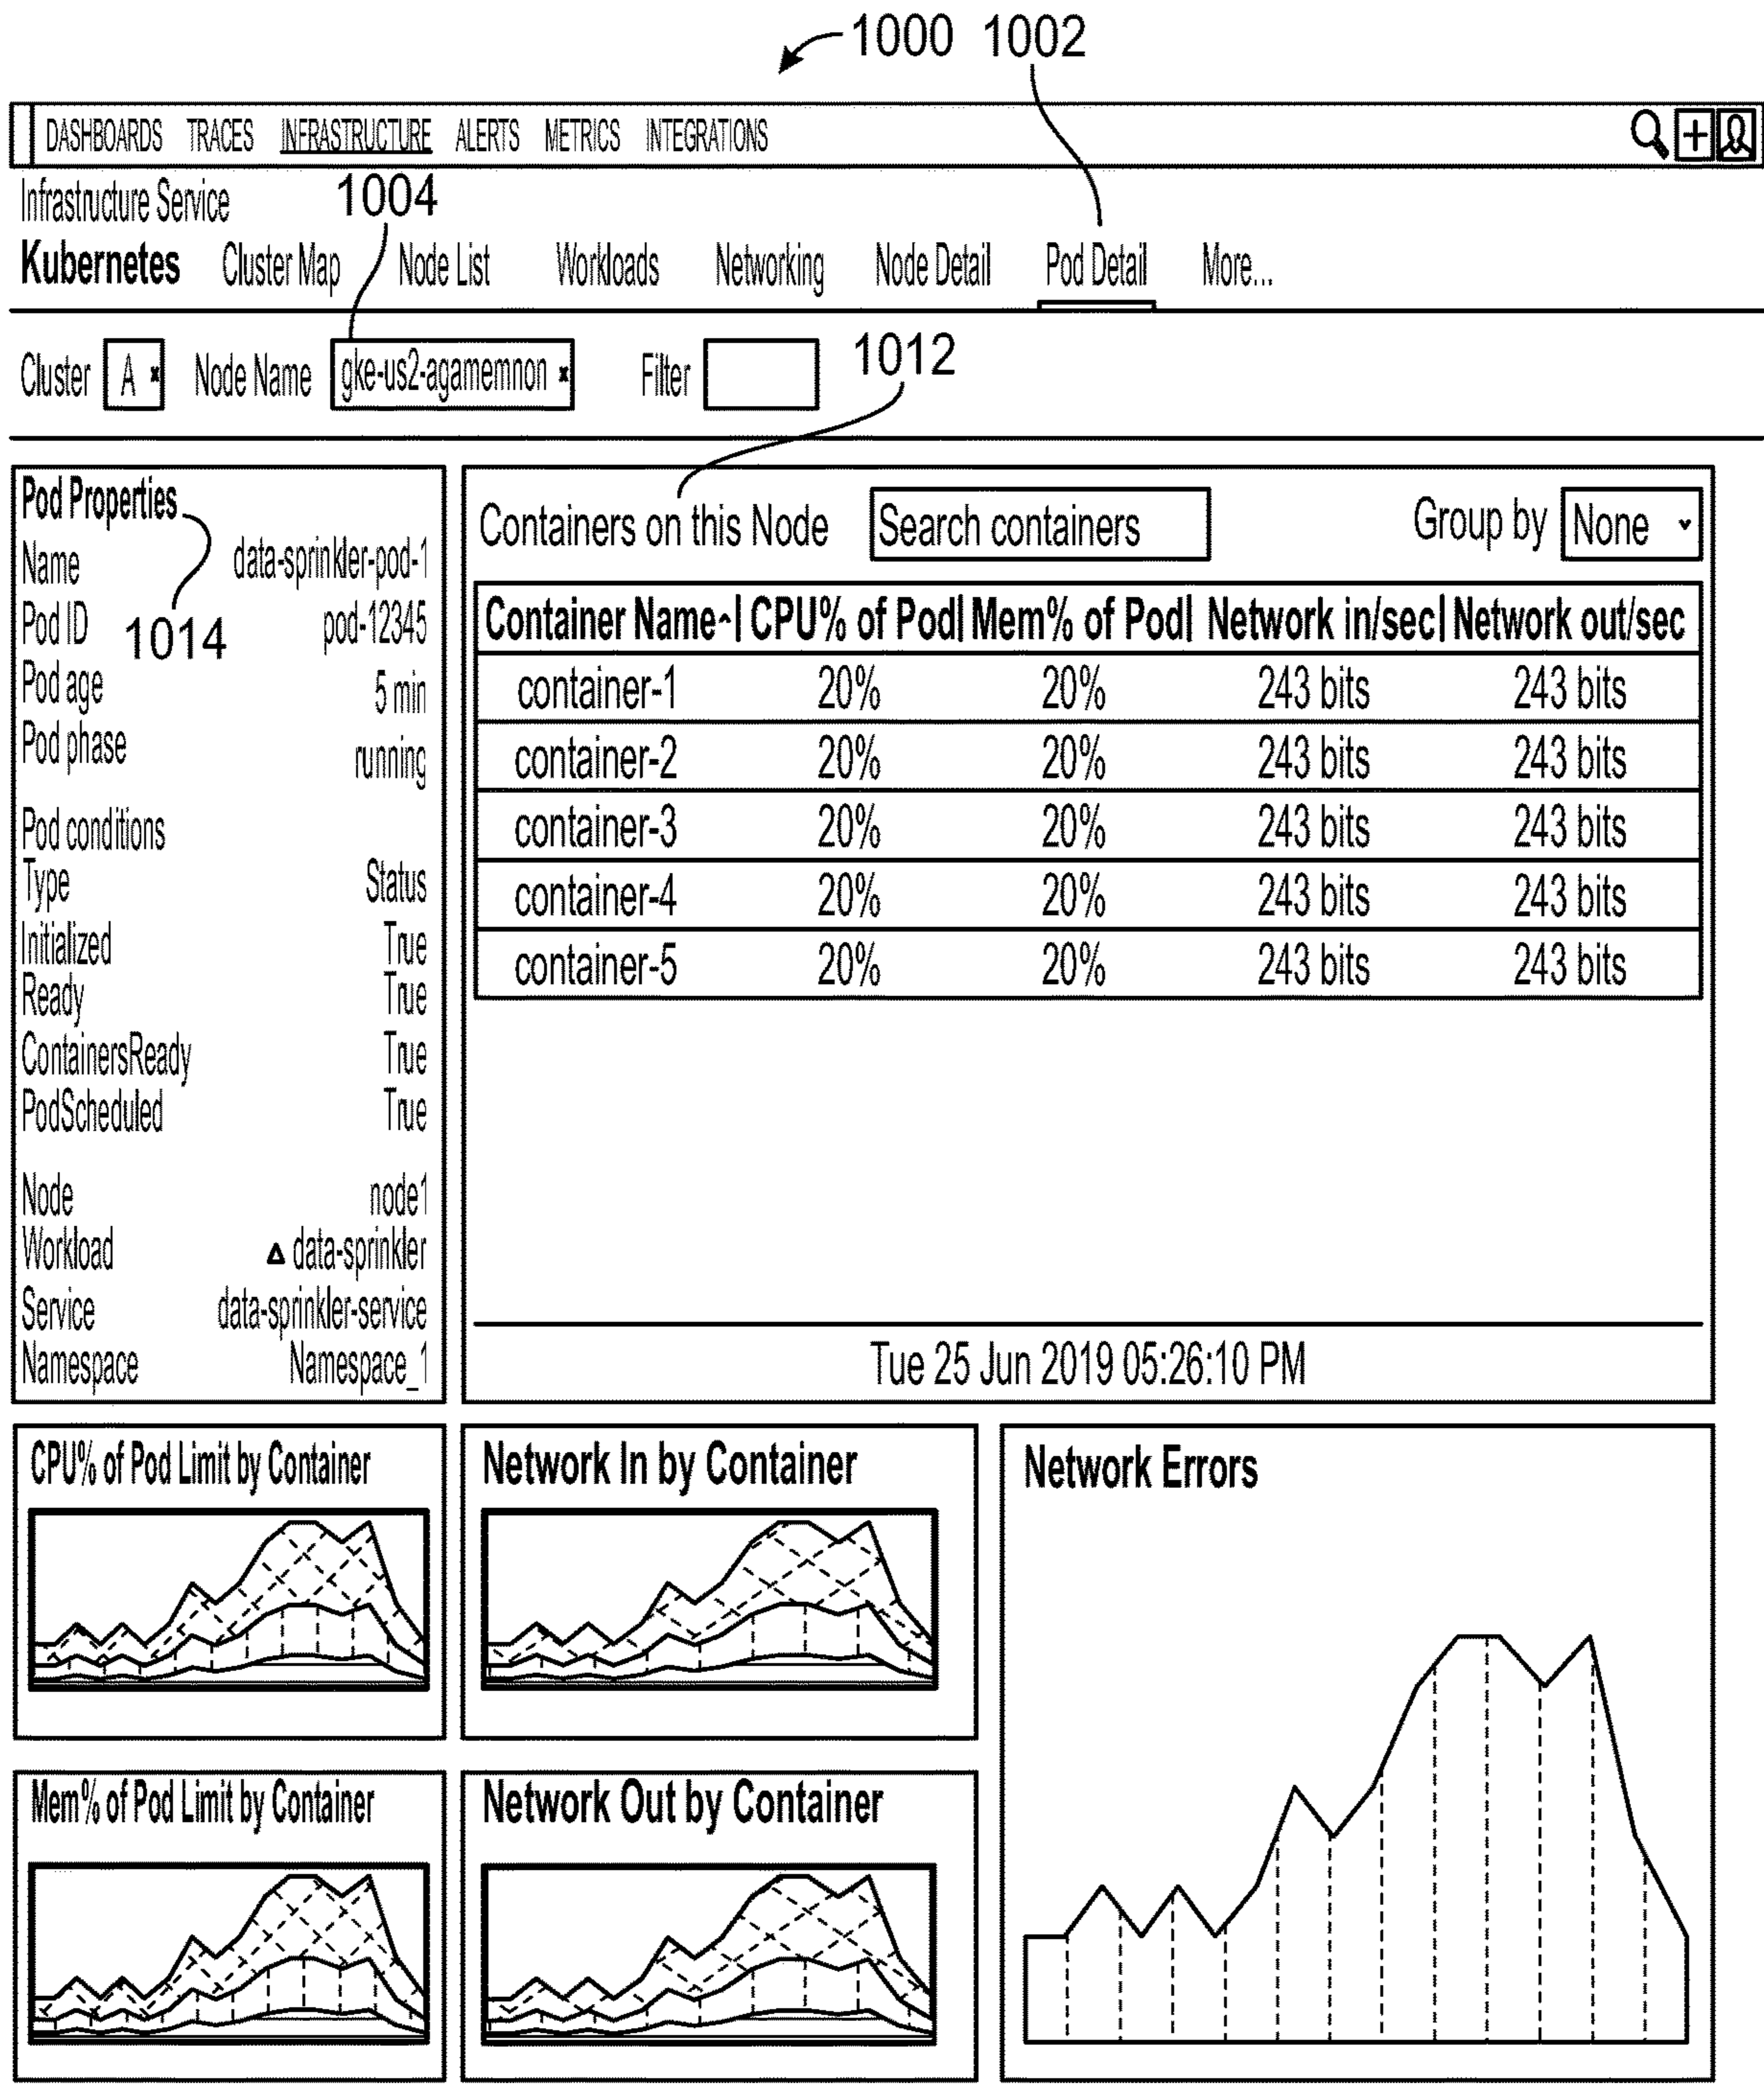 1000 1002
DASHBOARDS TRACES INFRASTRUCTURE ALERTS METRICS INTEGRATIONS
Infrastructure Service
1004
Kubernetes Cluster Map Node List Workloads Networking Node Detail Pod Detail More...
Cluster A × Node Name gke-us2-agamemnon × Filter
1012
Pod Properties
Name data-sprinkler-pod-1
Pod ID pod-12345
1014
Pod age 5 min
Pod phase running
Pod conditions
Type Status
Initialized True
Ready True
ContainersReady True
PodScheduled True
Node node1
Workload Δ data-sprinkler
Service data-sprinkler-service
Namespace Namespace_1
Containers on this Node Search containers Group by None ˅
Container Name^| CPU% of Pod| Mem% of Pod| Network in/sec| Network out/sec
container-1 20% 20% 243 bits 243 bits
container-2 20% 20% 243 bits 243 bits
container-3 20% 20% 243 bits 243 bits
container-4 20% 20% 243 bits 243 bits
container-5 20% 20% 243 bits 243 bits
Tue 25 Jun 2019 05:26:10 PM
CPU% of Pod Limit by Container
Network In by Container
Network Errors
Mem% of Pod Limit by Container
Network Out by Container